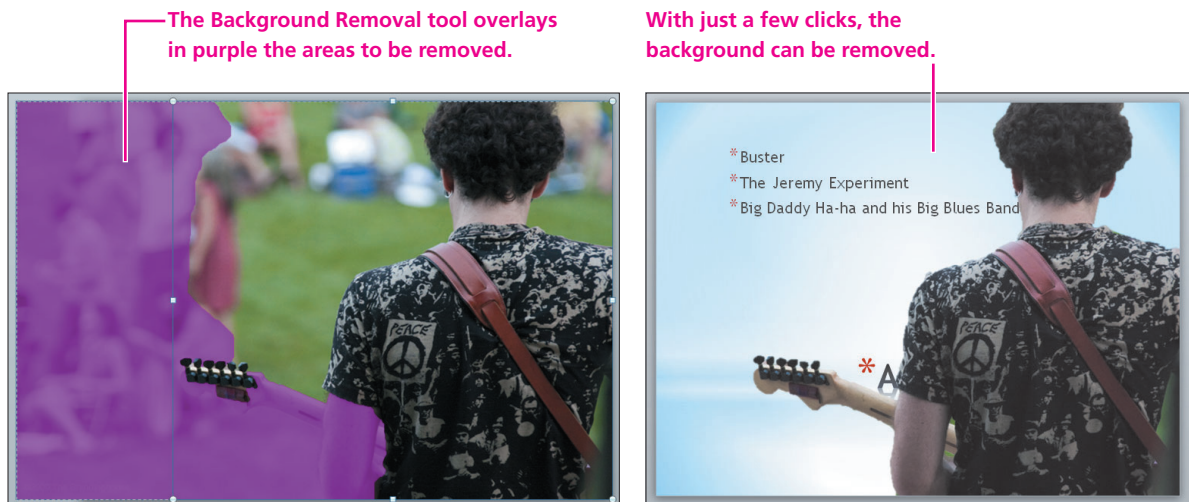 The Background Removal tool overlays
in purple the areas to be removed.
With just a few clicks, the
background can be removed.
PEACE
* Buster
* The Jeremy Experiment
* Big Daddy Ha-ha and his Big Blues Band
PEACE
* A